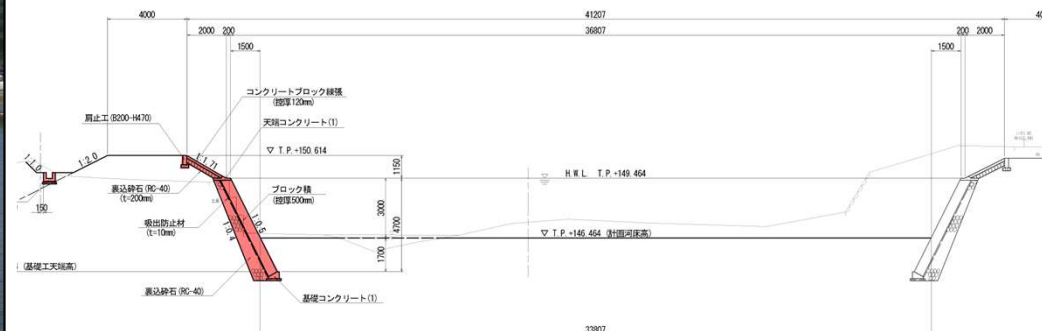 4000
41207
2000
200
36807
200
2000
1500
1500
コンクリートブロック練張
(控厚120mm)
肩止工(B200-H470)
天端コンクリート(1)
1:1.71
▽ T.P.+150.614
1:1.0
1:2.0
1150
H.W.L. T.P.+149.464
裏込砕石(RC-40)
(t=200mm)
ブロック積
(控厚500mm)
150
3000
4700
吸出防止材
(t=10mm)
1:0.5
1:0.4
▽ T.P.+146.464 (計画河床高)
1700
(基礎工天端高)
裏込砕石(RC-40)
基礎コンクリート(1)
33807